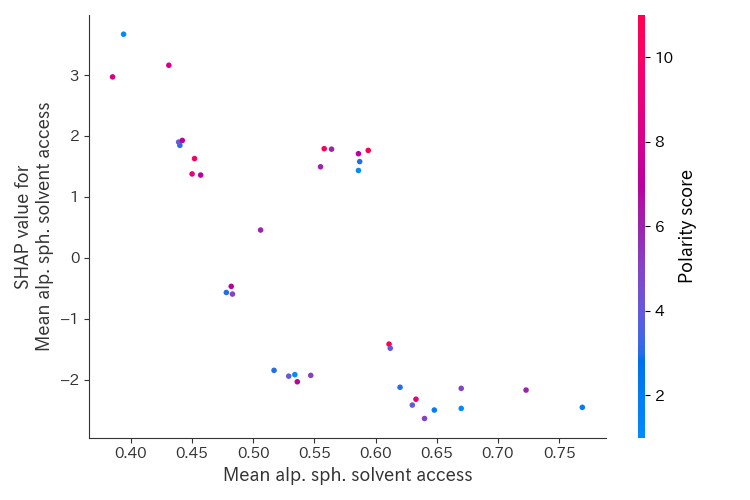 SHAP value for
Mean alp. sph. solvent access
3
2
1
0
−1
−2
0.40 0.45 0.50 0.55 0.60 0.65 0.70 0.75
Mean alp. sph. solvent access
10
8
6
4
2
Polarity score